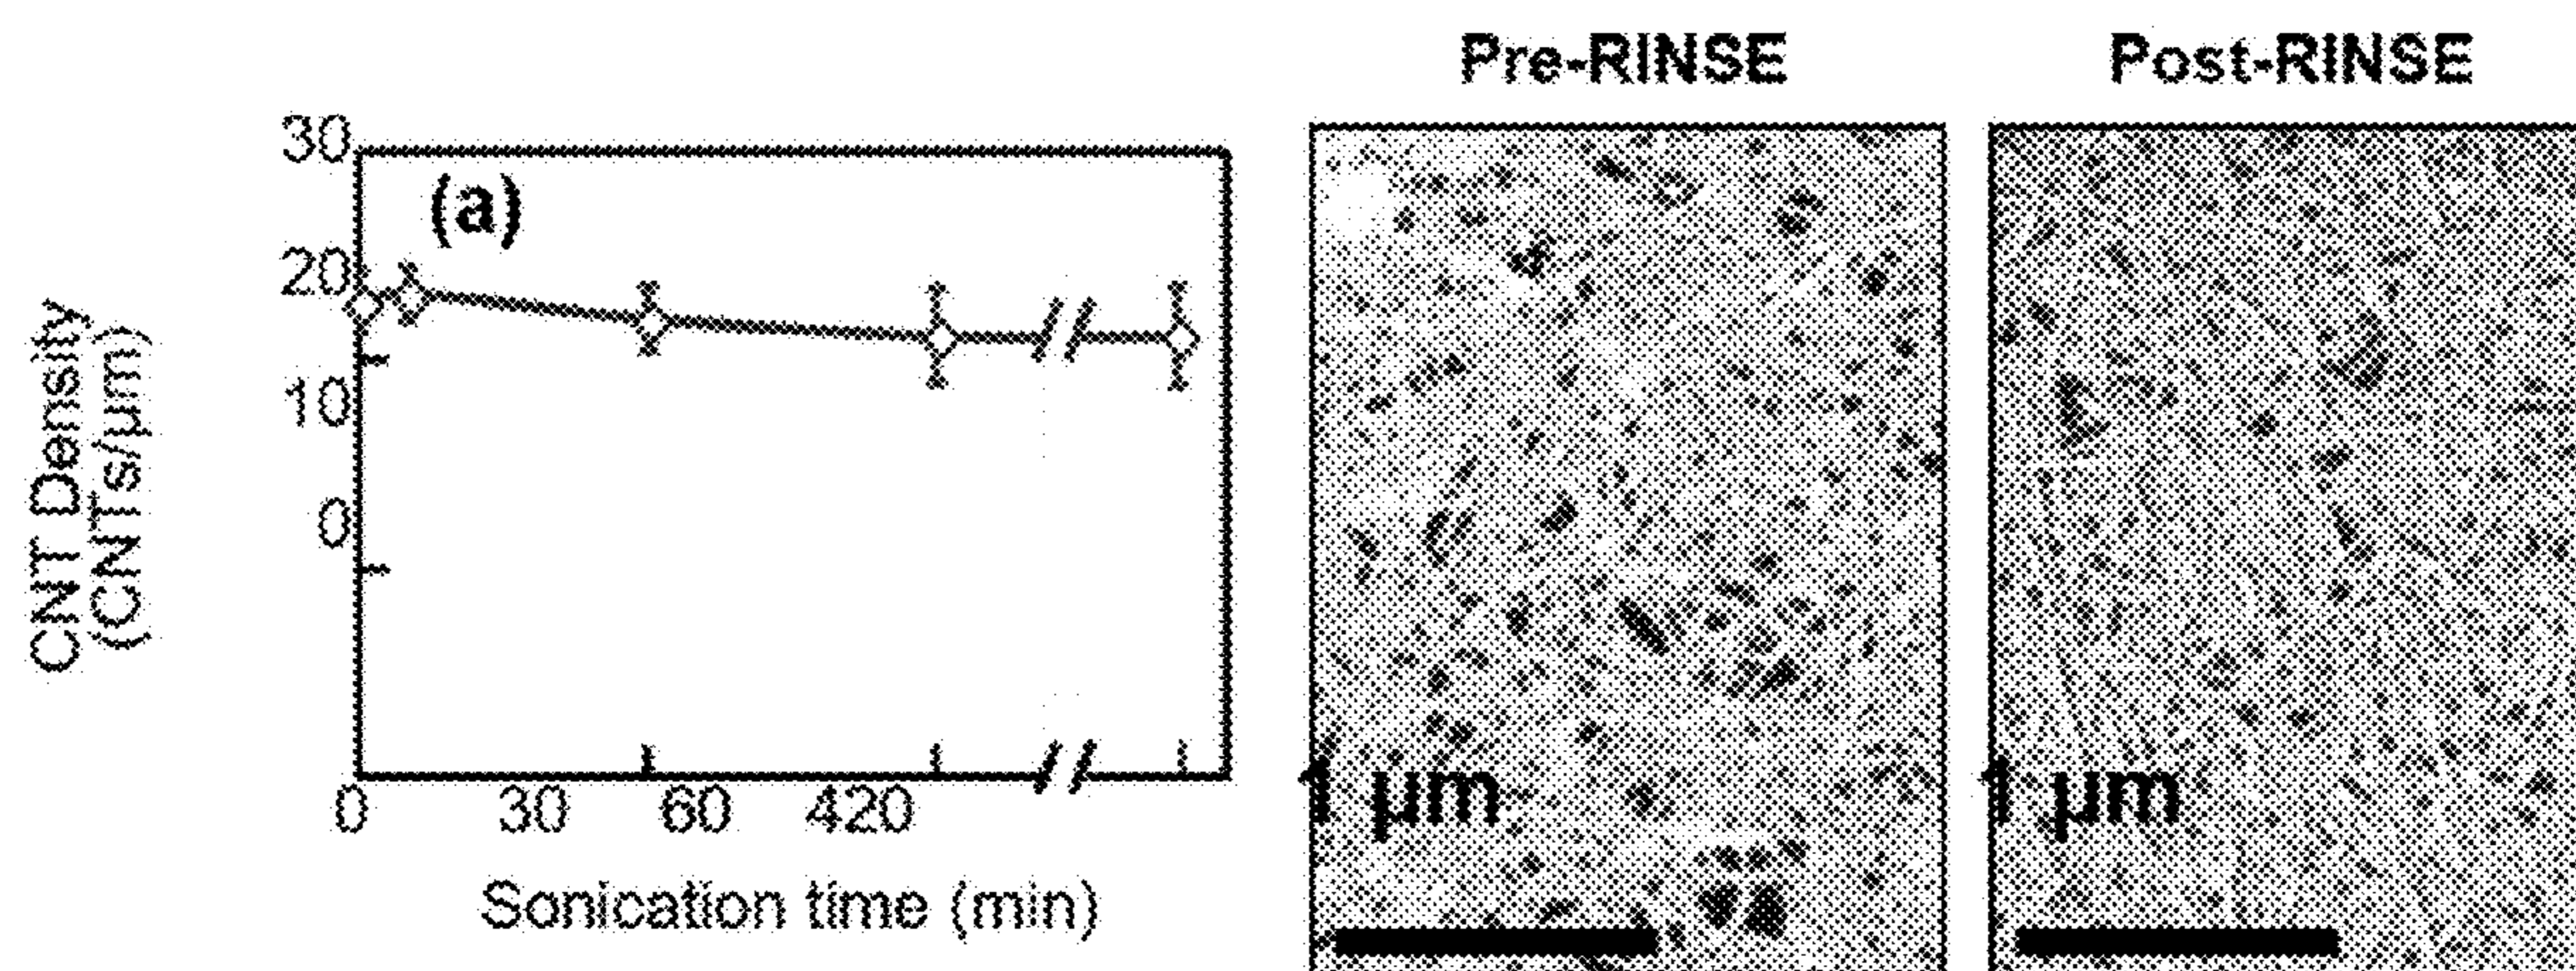 Pre-RINSE
Post-RINSE
30
(a)
20
10
0
CNT Density
(CNTs/µm)
0 30 60 420
Sonication time (min)
1 µm
1 µm